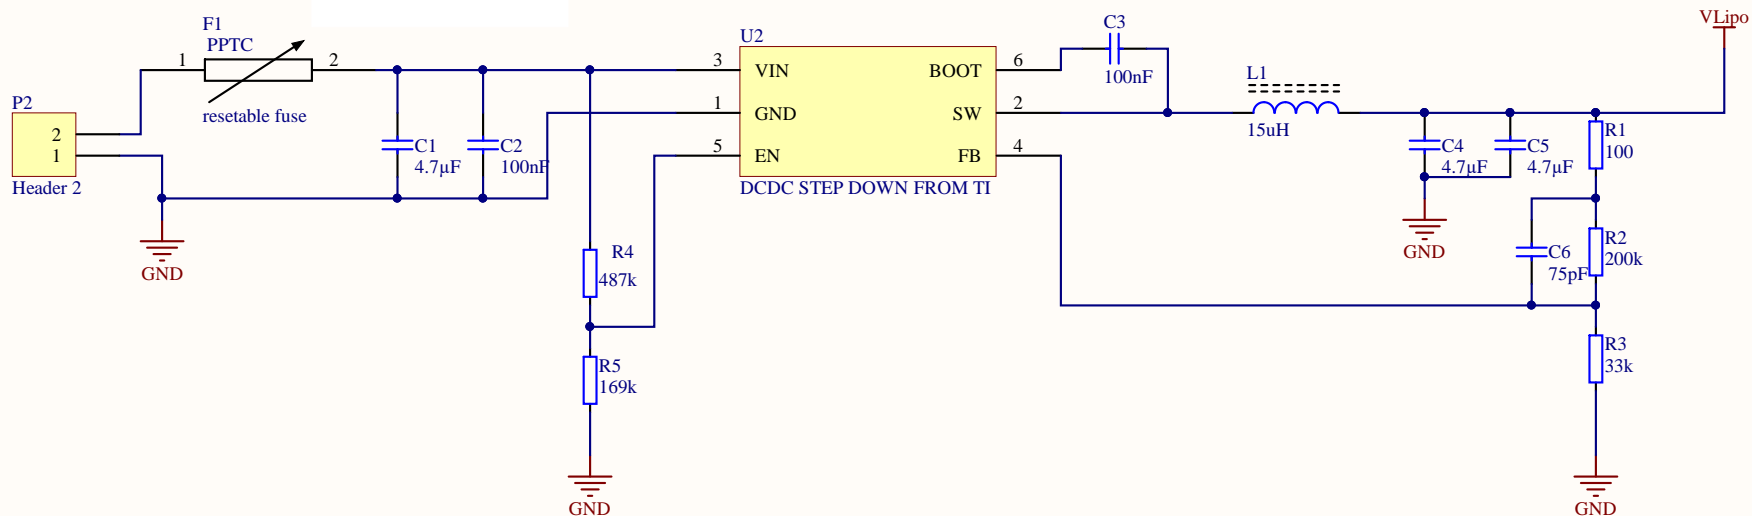 F1
PPTC
1
2
resetable fuse
P2
2
1
Header 2
GND
C1
4.7µF
C2
100nF
U2
3
VIN
BOOT
6
1
GND
SW
2
5
EN
FB
4
DCDC STEP DOWN FROM TI
R4
487k
R5
169k
GND
C3
100nF
L1
15uH
VLipo
C4
4.7µF
C5
4.7µF
R1
100
GND
C6
75pF
R2
200k
R3
33k
GND